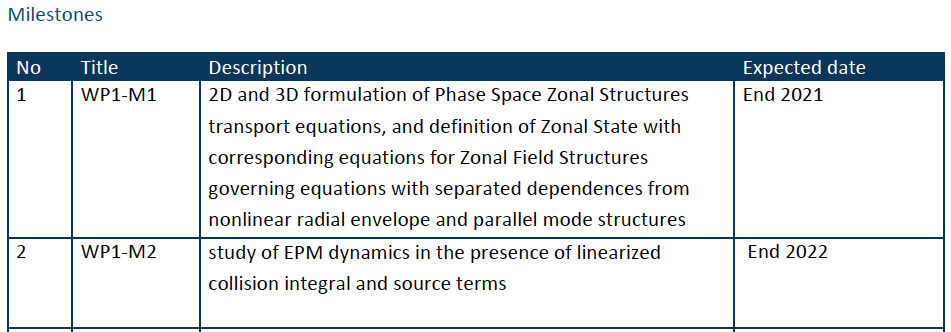 Milestones
No Title Description Expected date
1 WP1-M1 2D and 3D formulation of Phase Space Zonal Structures End 2021
transport equations, and definition of Zonal State with
corresponding equations for Zonal Field Structures
governing equations with separated dependences from
nonlinear radial envelope and parallel mode structures
2 WP1-M2 study of EPM dynamics in the presence of linearized End 2022
collision integral and source terms